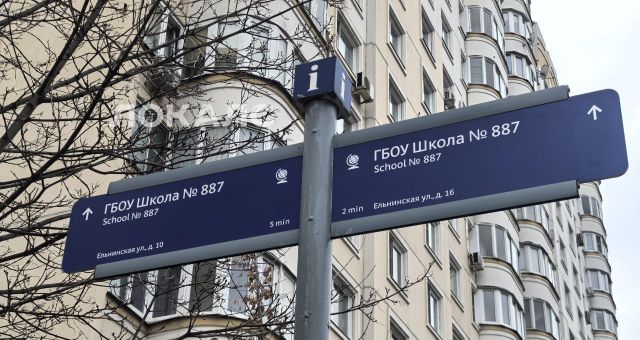 i
ГБОУ Школа № 887
School № 887
Ельнинская ул., д. 10
5 min
ГБОУ Школа № 887
School № 887
2 min
Ельнинская ул., д. 16